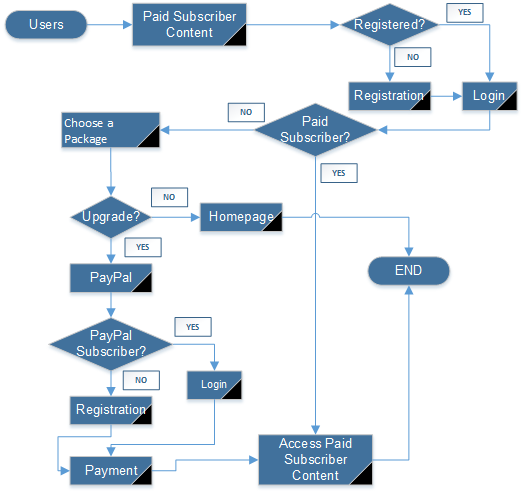 Users
Paid Subscriber
Content
Registered?
YES
NO
Registration
Login
Paid
Subscriber?
NO
Choose a
Package
YES
Upgrade?
NO
Homepage
YES
PayPal
END
PayPal
Subscriber?
YES
NO
Login
Registration
Payment
Access Paid
Subscriber
Content